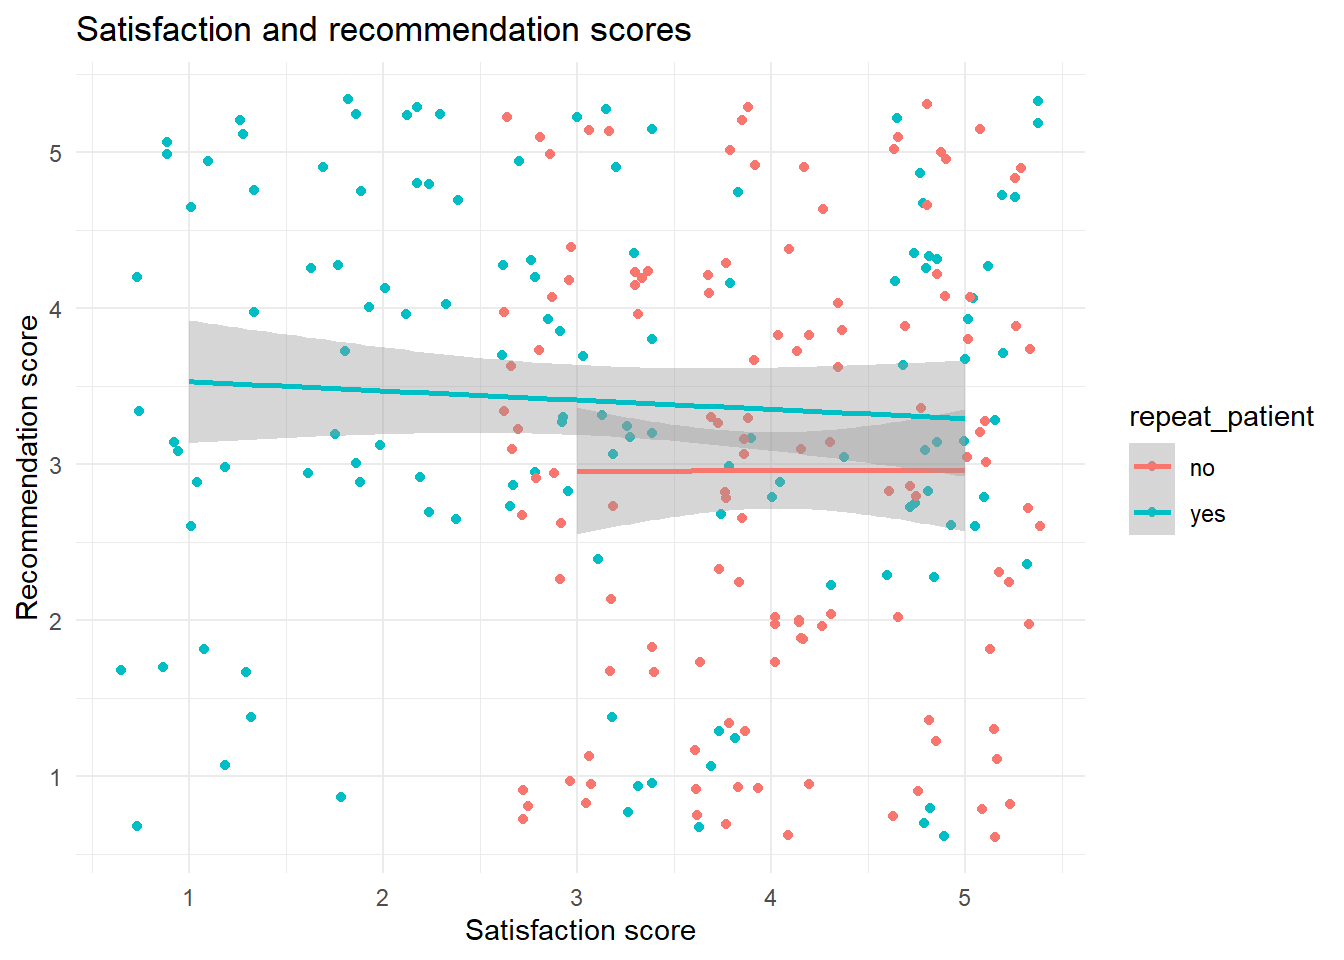 Satisfaction and recommendation scores
5
4
3
2
1
Recommendation score
1 2 3 4 5
Satisfaction score
repeat_patient
no
yes